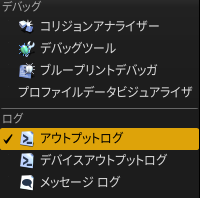 デバッグ
コリジョンアナライザー
デバッグツール
ブループリントデバッガ
プロファイルデータビジュアライザ
ログ
アウトプットログ
デバイスアウトプットログ
メッセージ ログ